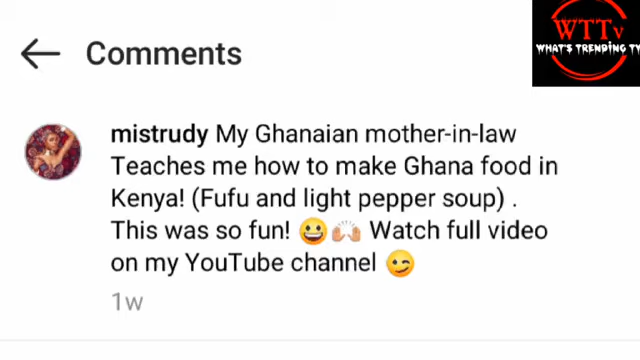 WTTv
WHAT'S TRENDING TV
Comments
mistrudy My Ghanaian mother-in-law
Teaches me how to make Ghana food in
Kenya! (Fufu and light pepper soup) .
This was so fun! 😀🙌🏼 Watch full video
on my YouTube channel 😉
1w